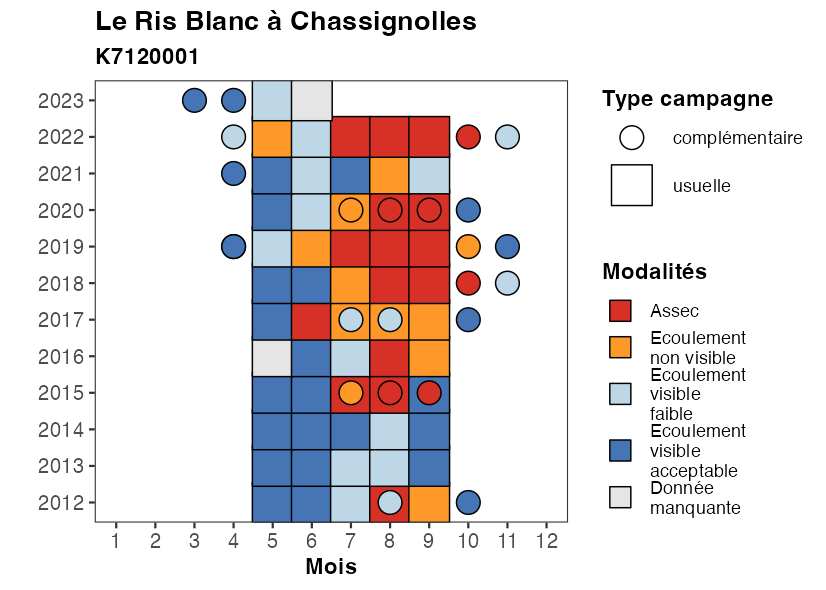 Le Ris Blanc à Chassignolles
K7120001
2023
2022
2021
2020
2019
2018
2017
2016
2015
2014
2013
2012
1 2 3 4 5 6 7 8 9 10 11 12
Mois
Type campagne
complémentaire
usuelle
Modalités
Assec
Ecoulement
non visible
Ecoulement
visible
faible
Ecoulement
visible
acceptable
Donnée
manquante